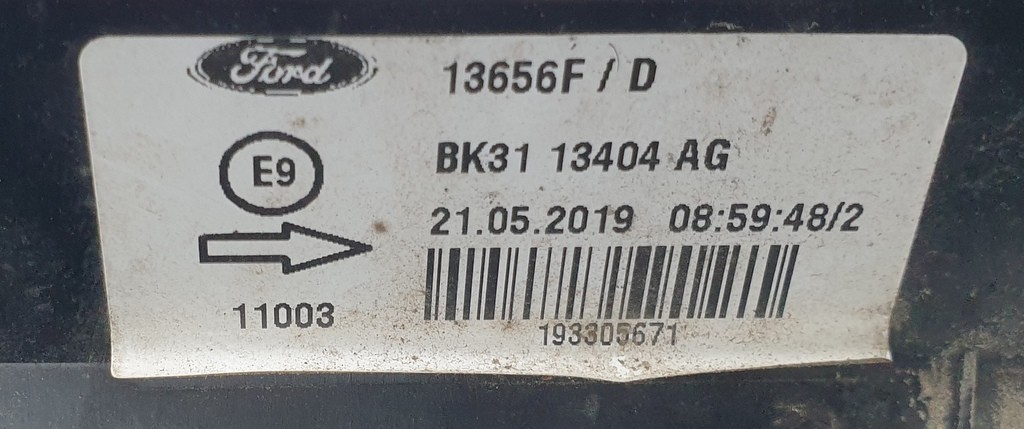 Ford
13656F / D
E9
BK31 13404 AG
21.05.2019 08:59:48/2
11003
193305671